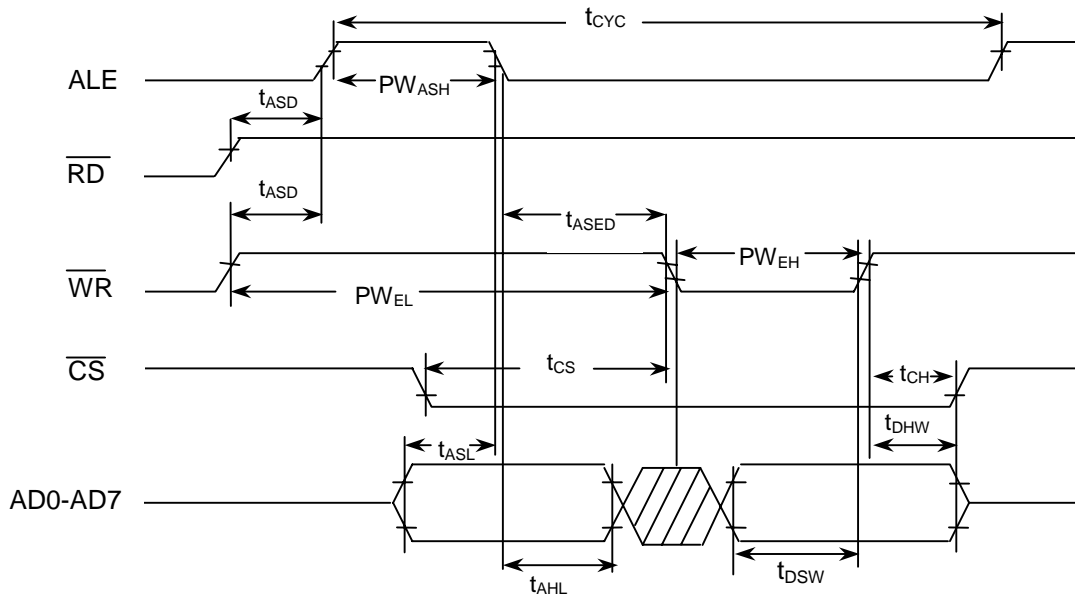 tCYC
ALE
PWASH
tASD
RD
tASD
tASED
WR
PWEH
PWEL
CS
tCS
tCH
tDHW
tASL
AD0-AD7
tAHL
tDSW